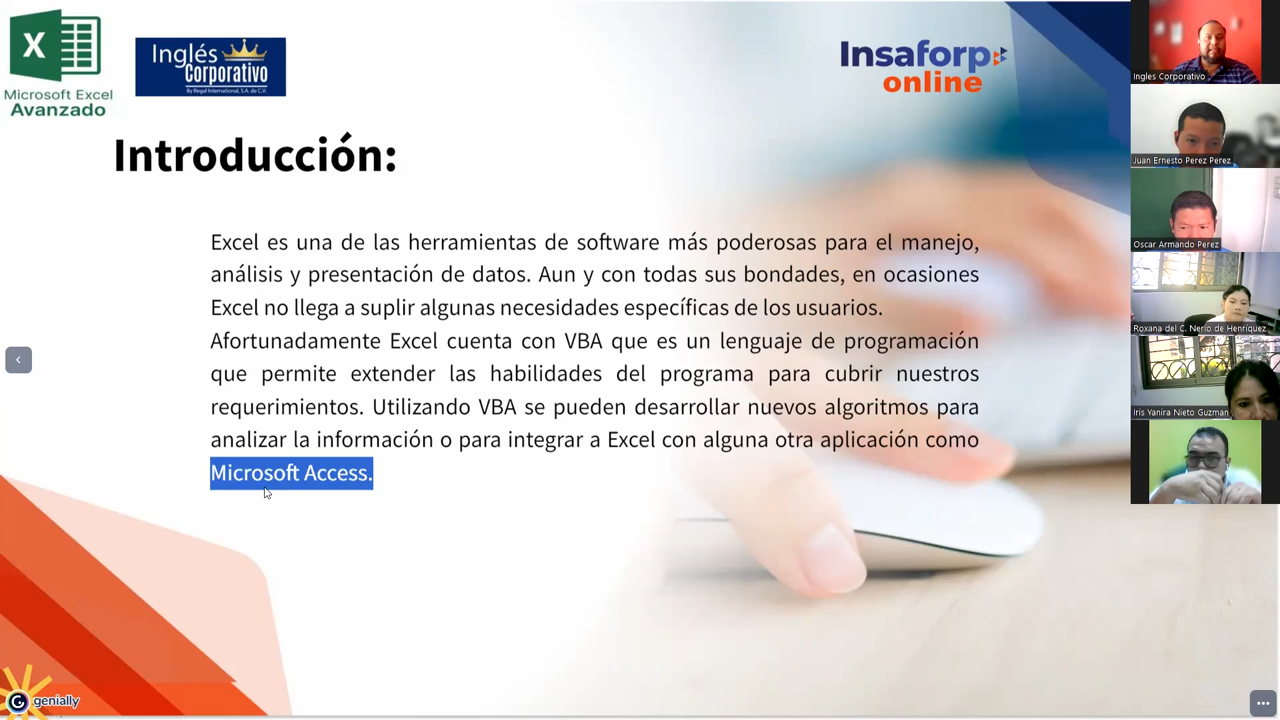 X
Microsoft Excel
Avanzado
Inglés
Corporativo
By Regal International, S.A. de C.V.
Insaforp
online
Introducción:
Excel es una de las herramientas de software más poderosas para el manejo,
análisis y presentación de datos. Aun y con todas sus bondades, en ocasiones
Excel no llega a suplir algunas necesidades específicas de los usuarios.
Afortunadamente Excel cuenta con VBA que es un lenguaje de programación
que permite extender las habilidades del programa para cubrir nuestros
requerimientos. Utilizando VBA se pueden desarrollar nuevos algoritmos para
analizar la información o para integrar a Excel con alguna otra aplicación como
Microsoft Access.
genially
Ingles Corporativo
Juan Ernesto Perez Perez
Oscar Armando Perez
Roxana del C. Nerio de Henríquez
Iris Yanira Nieto Guzman